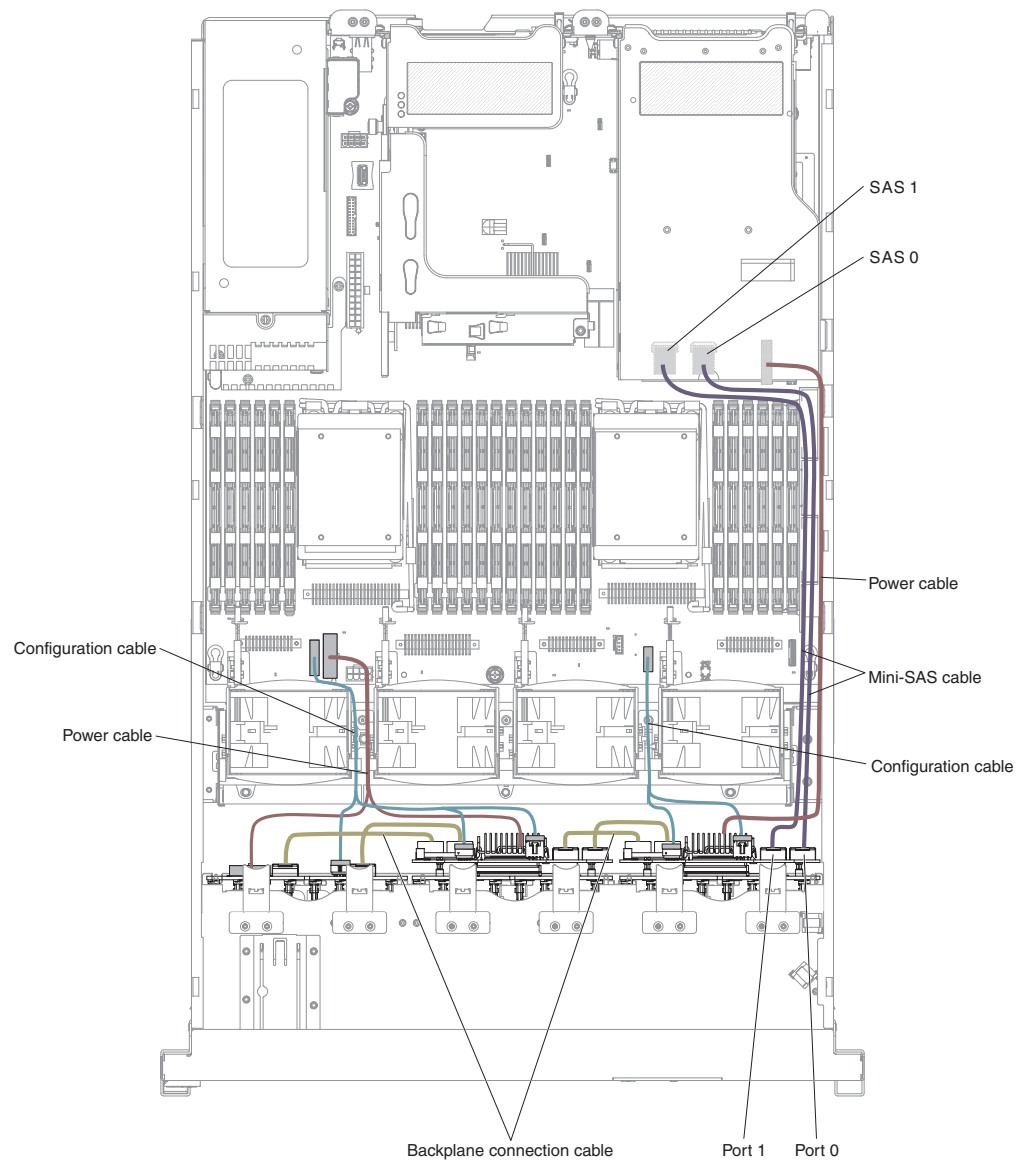 SAS 1
SAS 0
Power cable
Configuration cable
Mini-SAS cable
Power cable
Configuration cable
Backplane connection cable
Port 1
Port 0